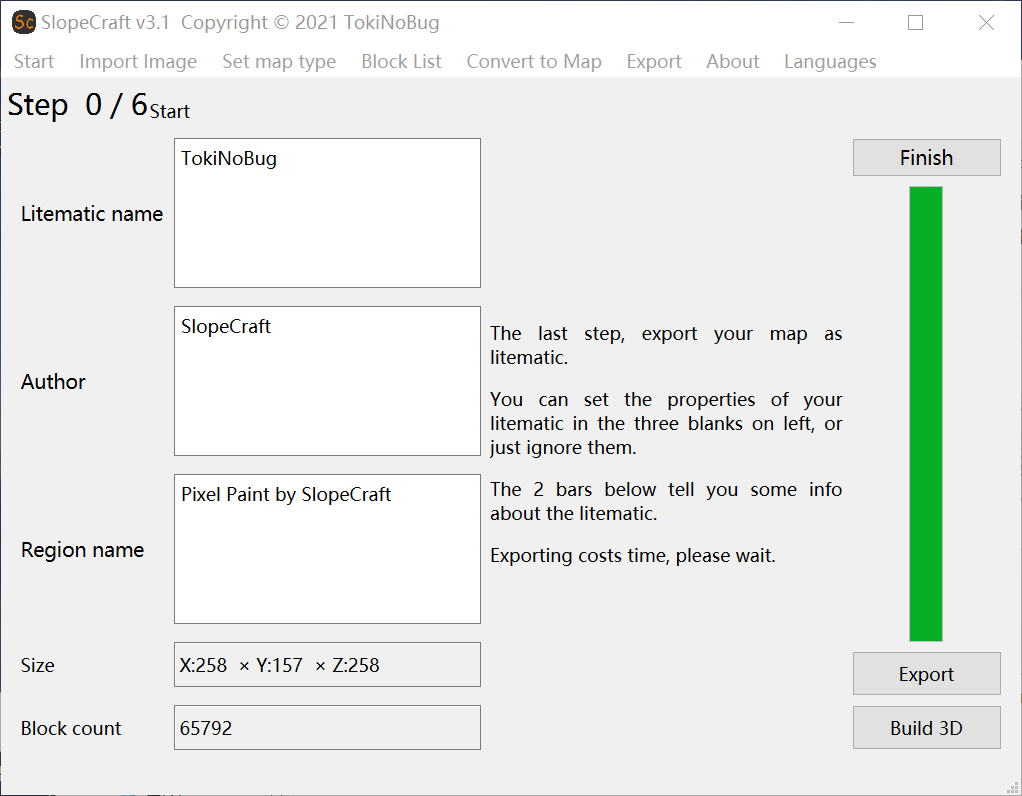 Sc SlopeCraft v3.1 Copyright © 2021 TokiNoBug
Start Import Image Set map type Block List Convert to Map Export About Languages
Step 0 / 6 Start
Litematic name
TokiNoBug
Author
SlopeCraft
Region name
Pixel Paint by SlopeCraft
Size
X:258 × Y:157 × Z:258
Block count
65792
The last step, export your map as
litematic.
You can set the properties of your
litematic in the three blanks on left, or
just ignore them.
The 2 bars below tell you some info
about the litematic.
Exporting costs time, please wait.
Finish
Export
Build 3D